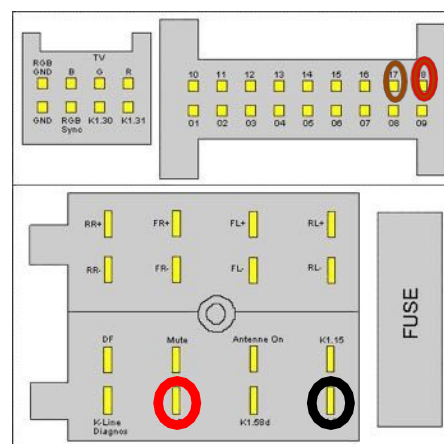 TV
RGB GND B G R
GND RGB Sync K1.30 K1.31
10 11 12 13 14 15 16 17 18
01 02 03 04 05 06 07 08 09
RR+ FR+ FL+ RL+
RR- FR- FL- RL-
FUSE
DF Mute Antenne On K1.15
K-Line Diagnos K1.58d